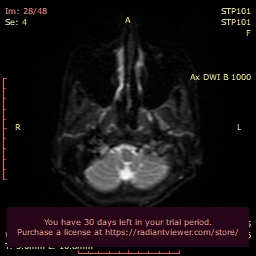 Im: 28/48
Se: 4
A
STP101
STP101
F
Ax DWI B 1000
R
L
You have 30 days left in your trial period.
Purchase a license at https://radiantviewer.com/store/